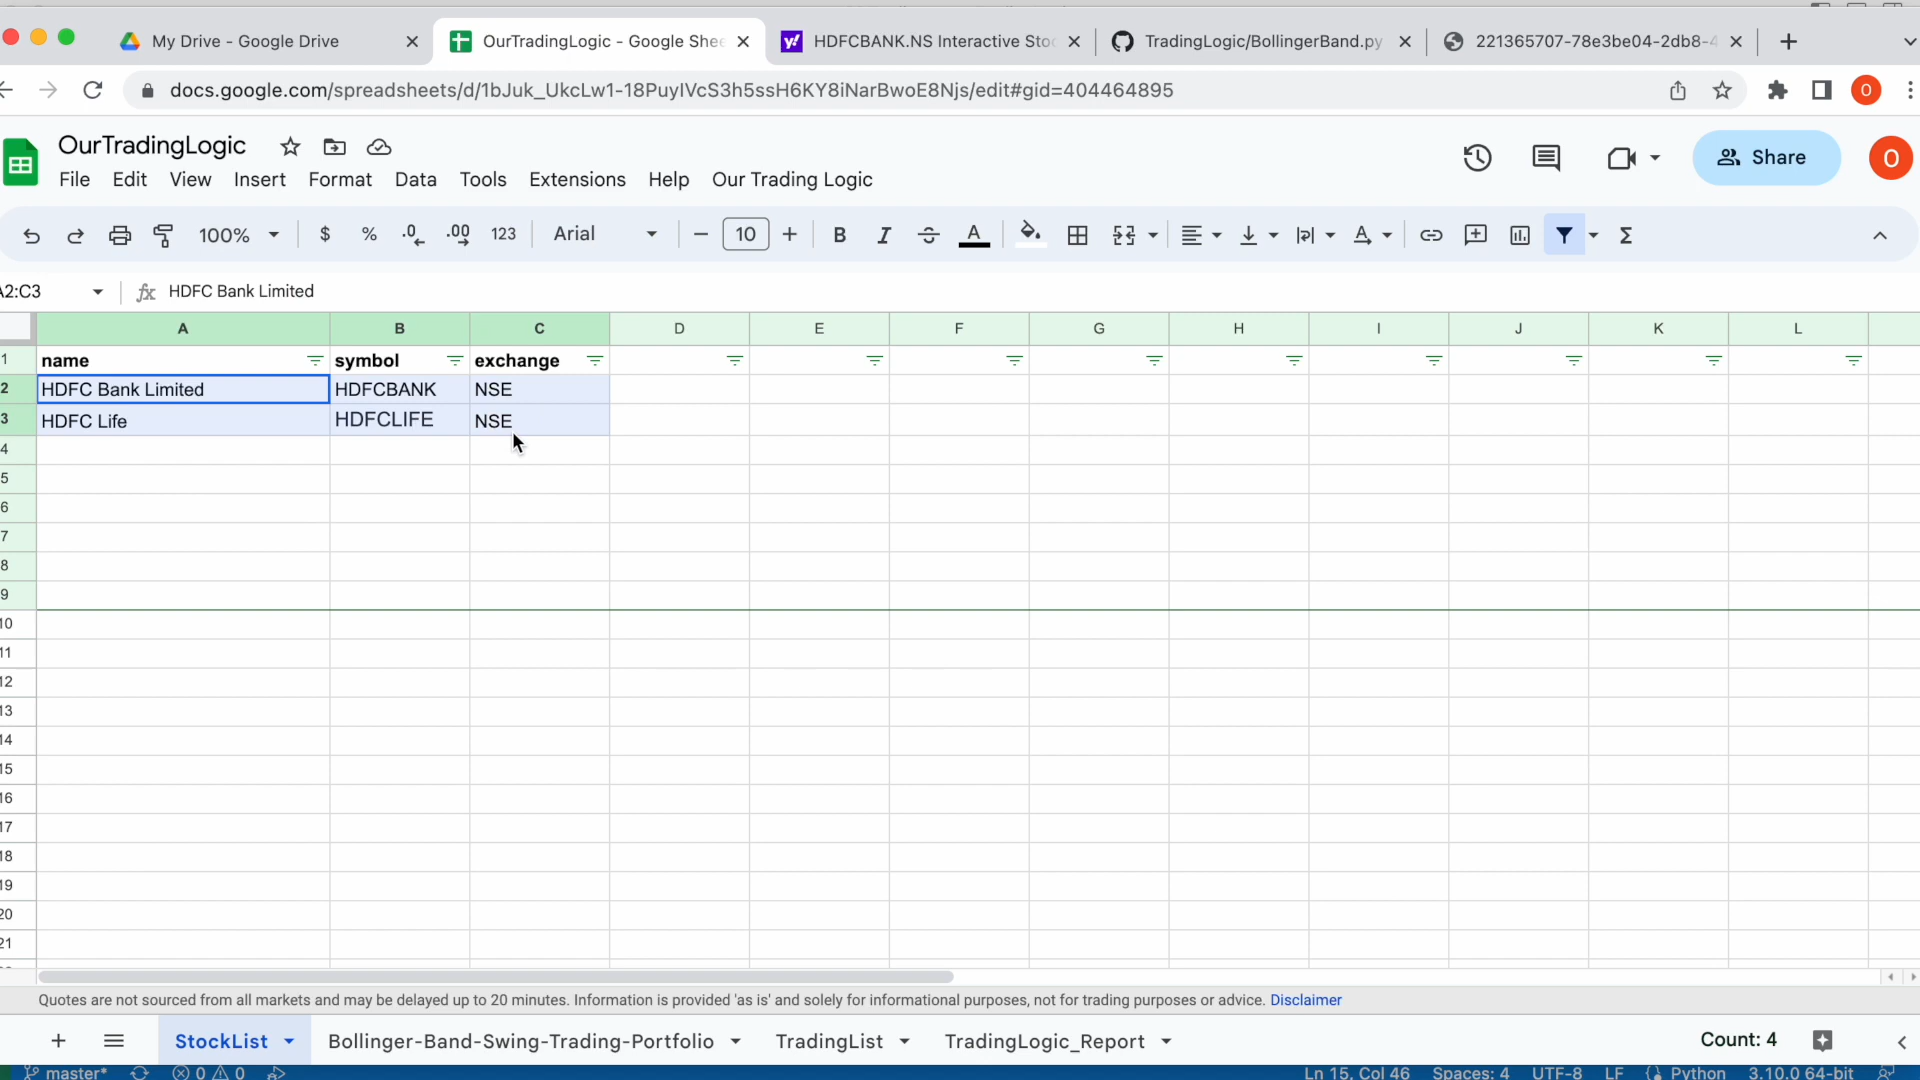 My Drive - Google Drive
OurTradingLogic - Google Shee
HDFCBANK.NS Interactive Sto
TradingLogic/BollingerBand.py
221365707-78e3be04-2db8-4
docs.google.com/spreadsheets/d/1bJuk_UkcLw1-18PuyIVcS3h5ssH6KY8iNarBwoE8Njs/edit#gid=404464895
O
OurTradingLogic
Share
O
File Edit View Insert Format Data Tools Extensions Help Our Trading Logic
100% $ % .0 .00 123 Arial 10 B I A
A2:C3 fx HDFC Bank Limited
A B C D E F G H I J K L
1 name symbol exchange
2 HDFC Bank Limited HDFCBANK NSE
3 HDFC Life HDFCLIFE NSE
4
5
6
7
8
9
10
11
12
13
14
15
16
17
18
19
20
21
Quotes are not sourced from all markets and may be delayed up to 20 minutes. Information is provided 'as is' and solely for informational purposes, not for trading purposes or advice. Disclaimer
StockList Bollinger-Band-Swing-Trading-Portfolio TradingList TradingLogic_Report Count: 4
master* 0 0 Ln 15, Col 46 Spaces: 4 UTF-8 LF Python 3.10.0 64-bit